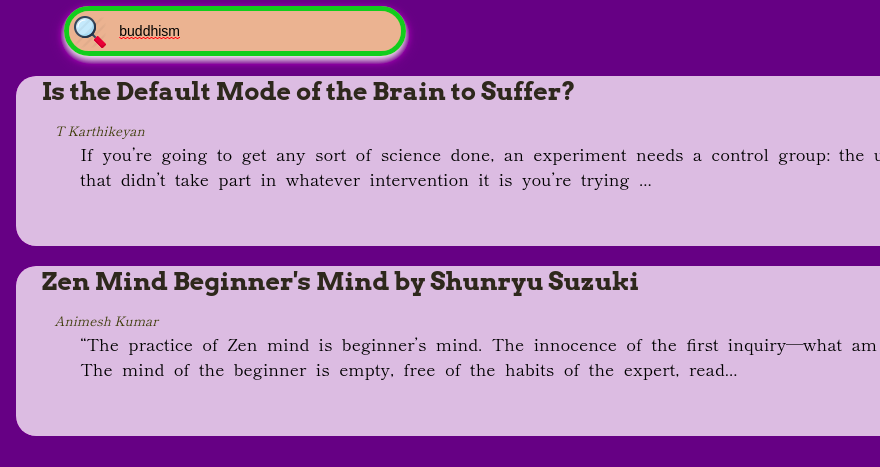 buddhism
Is the Default Mode of the Brain to Suffer?
T Karthikeyan
If you're going to get any sort of science done, an experiment needs a control group: the
that didn't take part in whatever intervention it is you're trying ...
Zen Mind Beginner's Mind by Shunryu Suzuki
Animesh Kumar
“The practice of Zen mind is beginner's mind. The innocence of the first inquiry—what am
The mind of the beginner is empty, free of the habits of the expert, read...